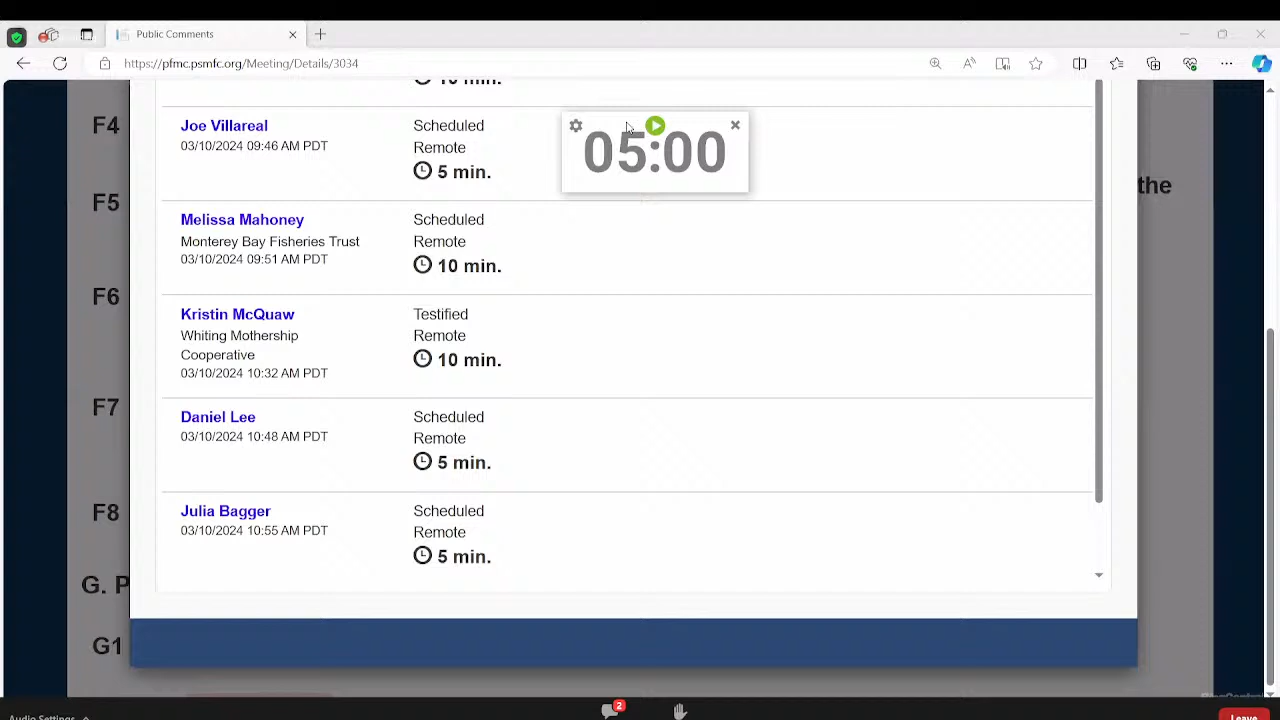 Public Comments
https://pfmc.psmfc.org/Meeting/Details/3034
10 min.
F4
Joe Villareal
03/10/2024 09:46 AM PDT
Scheduled
Remote
5 min.
05:00
the
F5
Melissa Mahoney
Monterey Bay Fisheries Trust
03/10/2024 09:51 AM PDT
Scheduled
Remote
10 min.
F6
Kristin McQuaw
Whiting Mothership
Cooperative
03/10/2024 10:32 AM PDT
Testified
Remote
10 min.
F7
Daniel Lee
03/10/2024 10:48 AM PDT
Scheduled
Remote
5 min.
F8
Julia Bagger
03/10/2024 10:55 AM PDT
Scheduled
Remote
5 min.
G. P
G1
RingCentral
2
Audio Settings
Leave